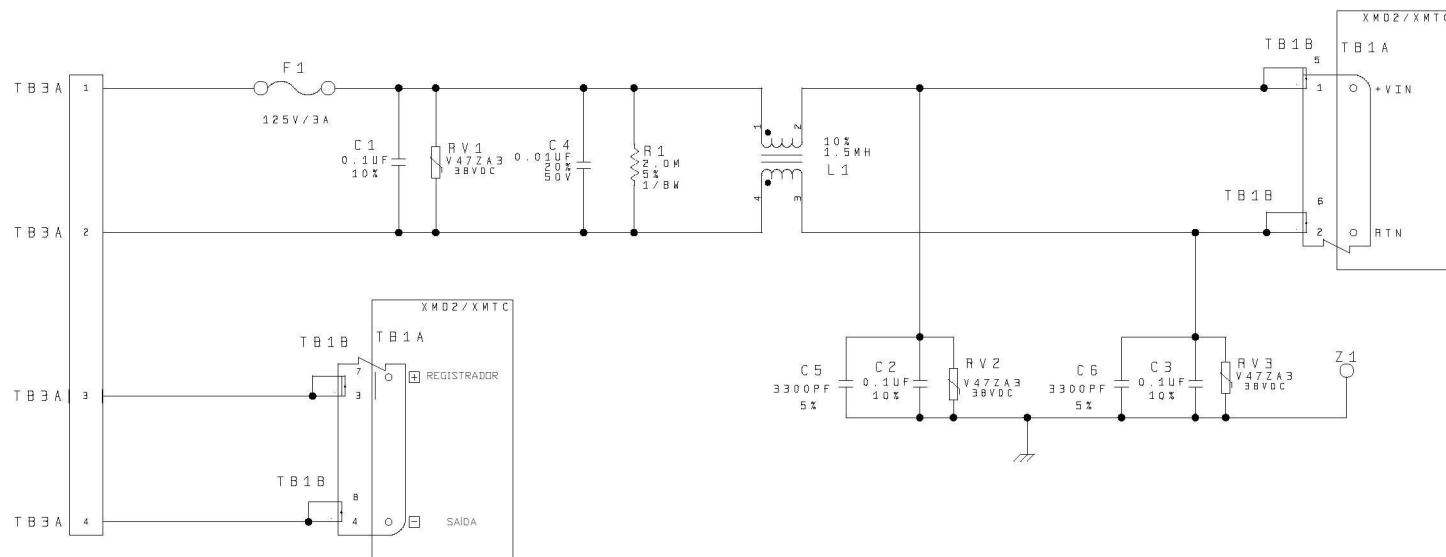 XMD2/XMTC
TB1B
TB1A
5
TB3A
1
F1
125V/3A
C1
0.1UF
10%
RV1
V47ZA3
38VDC
C4
0.01UF
20%
50V
R1
2.0M
5%
1/8W
1
2
4
3
10%
1.5MH
L1
1
+VIN
TB1B
6
TB3A
2
2
RTN
XMD2/XMTC
TB1B
TB1A
7
+ REGISTRADOR
TB3A
3
3
TB1B
8
TB3A
4
4
- SAÍDA
C5
3300PF
5%
C2
0.1UF
10%
RV2
V47ZA3
38VDC
C6
3300PF
5%
C3
0.1UF
10%
RV3
V47ZA3
38VDC
Z1